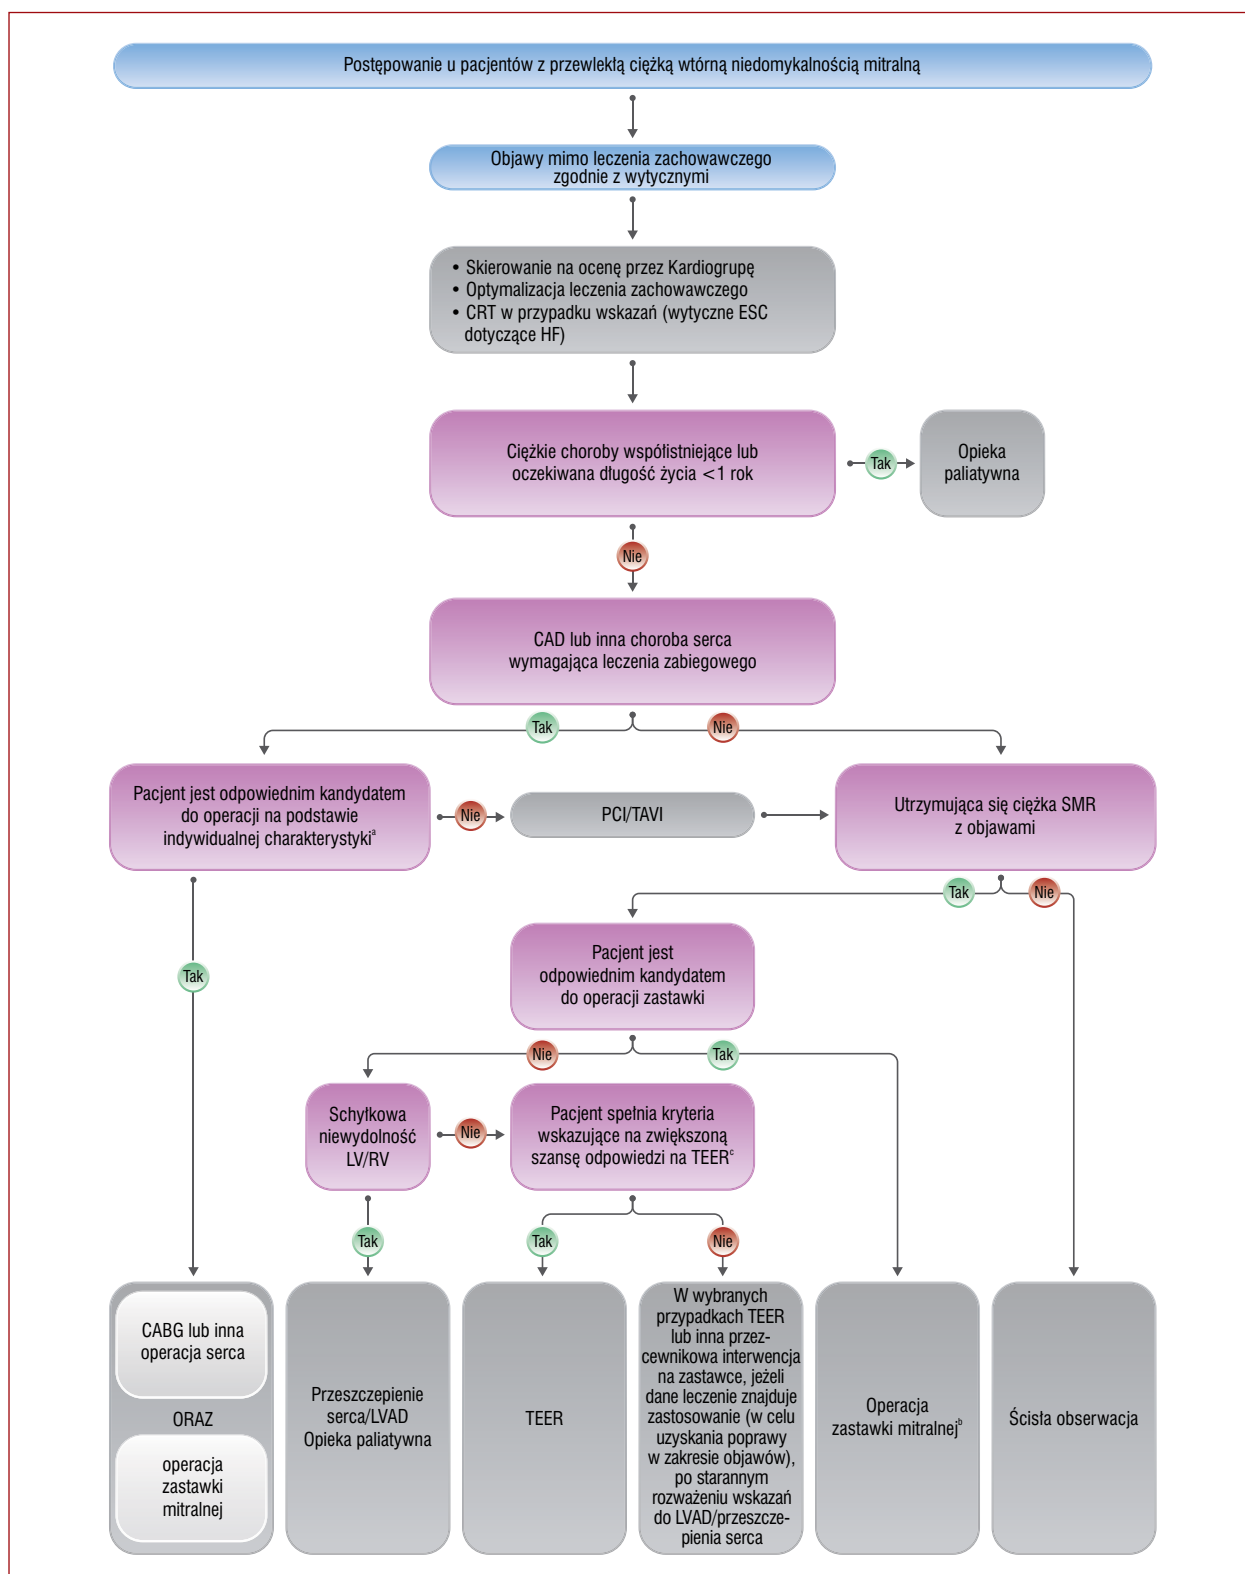 Postępowanie u pacjentów z przewlekłą ciężką wtórną niedomykalnością mitralną
Objawy mimo leczenia zachowawczego
zgodnie z wytycznymi
• Skierowanie na ocenę przez Kardiogrupę
• Optymalizacja leczenia zachowawczego
• CRT w przypadku wskazań (wytyczne ESC
dotyczące HF)
Ciężkie choroby współistniejące lub
oczekiwana długość życia <1 rok
Tak
Opieka
paliatywna
Nie
CAD lub inna choroba serca
wymagająca leczenia zabiegowego
Tak
Nie
Pacjent jest odpowiednim kandydatem
do operacji na podstawie
indywidualnej charakterystykiᵃ
Nie
PCI/TAVI
Utrzymująca się ciężka SMR
z objawami
Tak
Nie
Tak
Pacjent jest
odpowiednim kandydatem
do operacji zastawki
Nie
Tak
Schyłkowa
niewydolność
LV/RV
Nie
Pacjent spełnia kryteria
wskazujące na zwiększoną
szansę odpowiedzi na TEERᶜ
Tak
Tak
Nie
CABG lub inna
operacja serca
ORAZ
operacja
zastawki
mitralnej
Przeszczepienie
serca/LVAD
Opieka paliatywna
TEER
W wybranych
przypadkach TEER
lub inna przez-
cewnikowa interwencja
na zastawce, jeżeli
dane leczenie znajduje
zastosowanie (w celu
uzyskania poprawy
w zakresie objawów),
po starannym
rozważeniu wskazań
do LVAD/przeszcze-
pienia serca
Operacja
zastawki mitralnejᵇ
Ścisła obserwacja